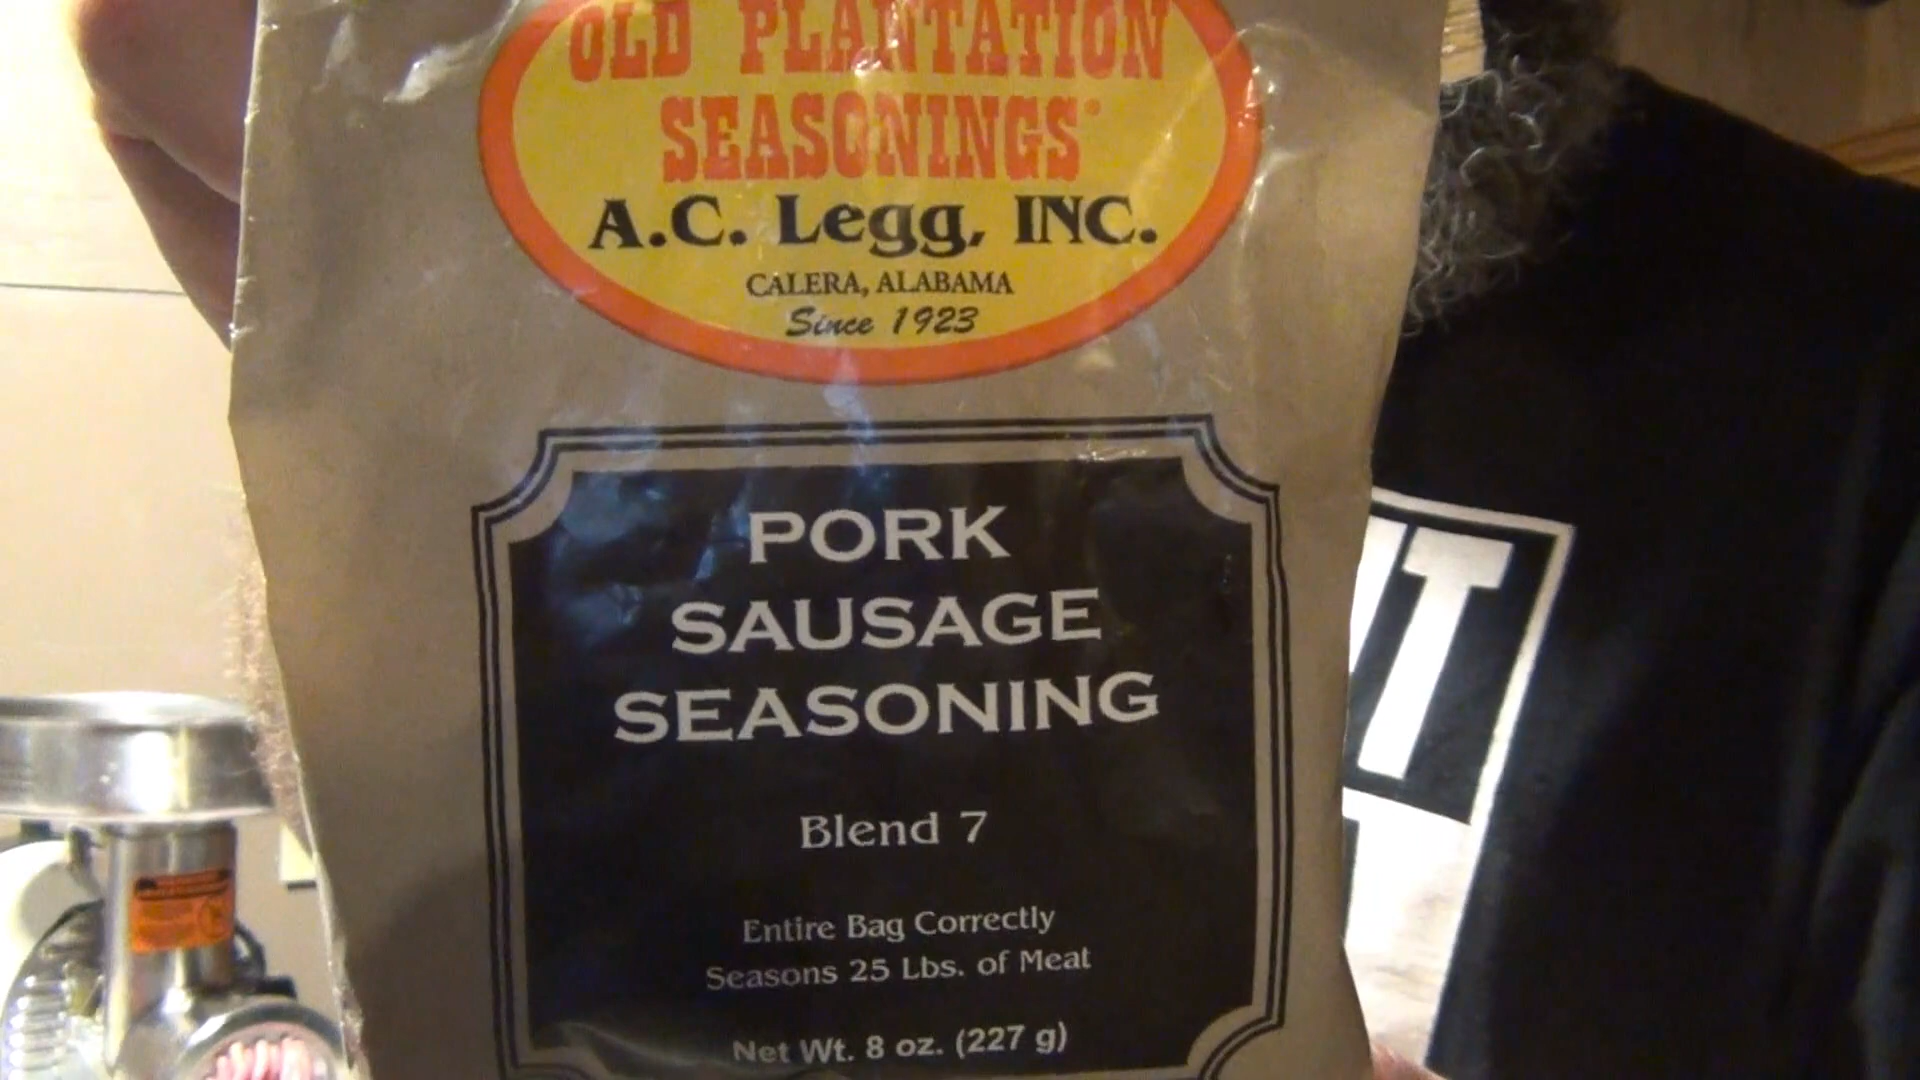 OLD PLANTATION
SEASONINGS
A.C. Legg, INC.
CALERA, ALABAMA
Since 1923
PORK
SAUSAGE
SEASONING
Blend 7
Entire Bag Correctly
Seasons 25 Lbs. of Meat
Net Wt. 8 oz. (227 g)